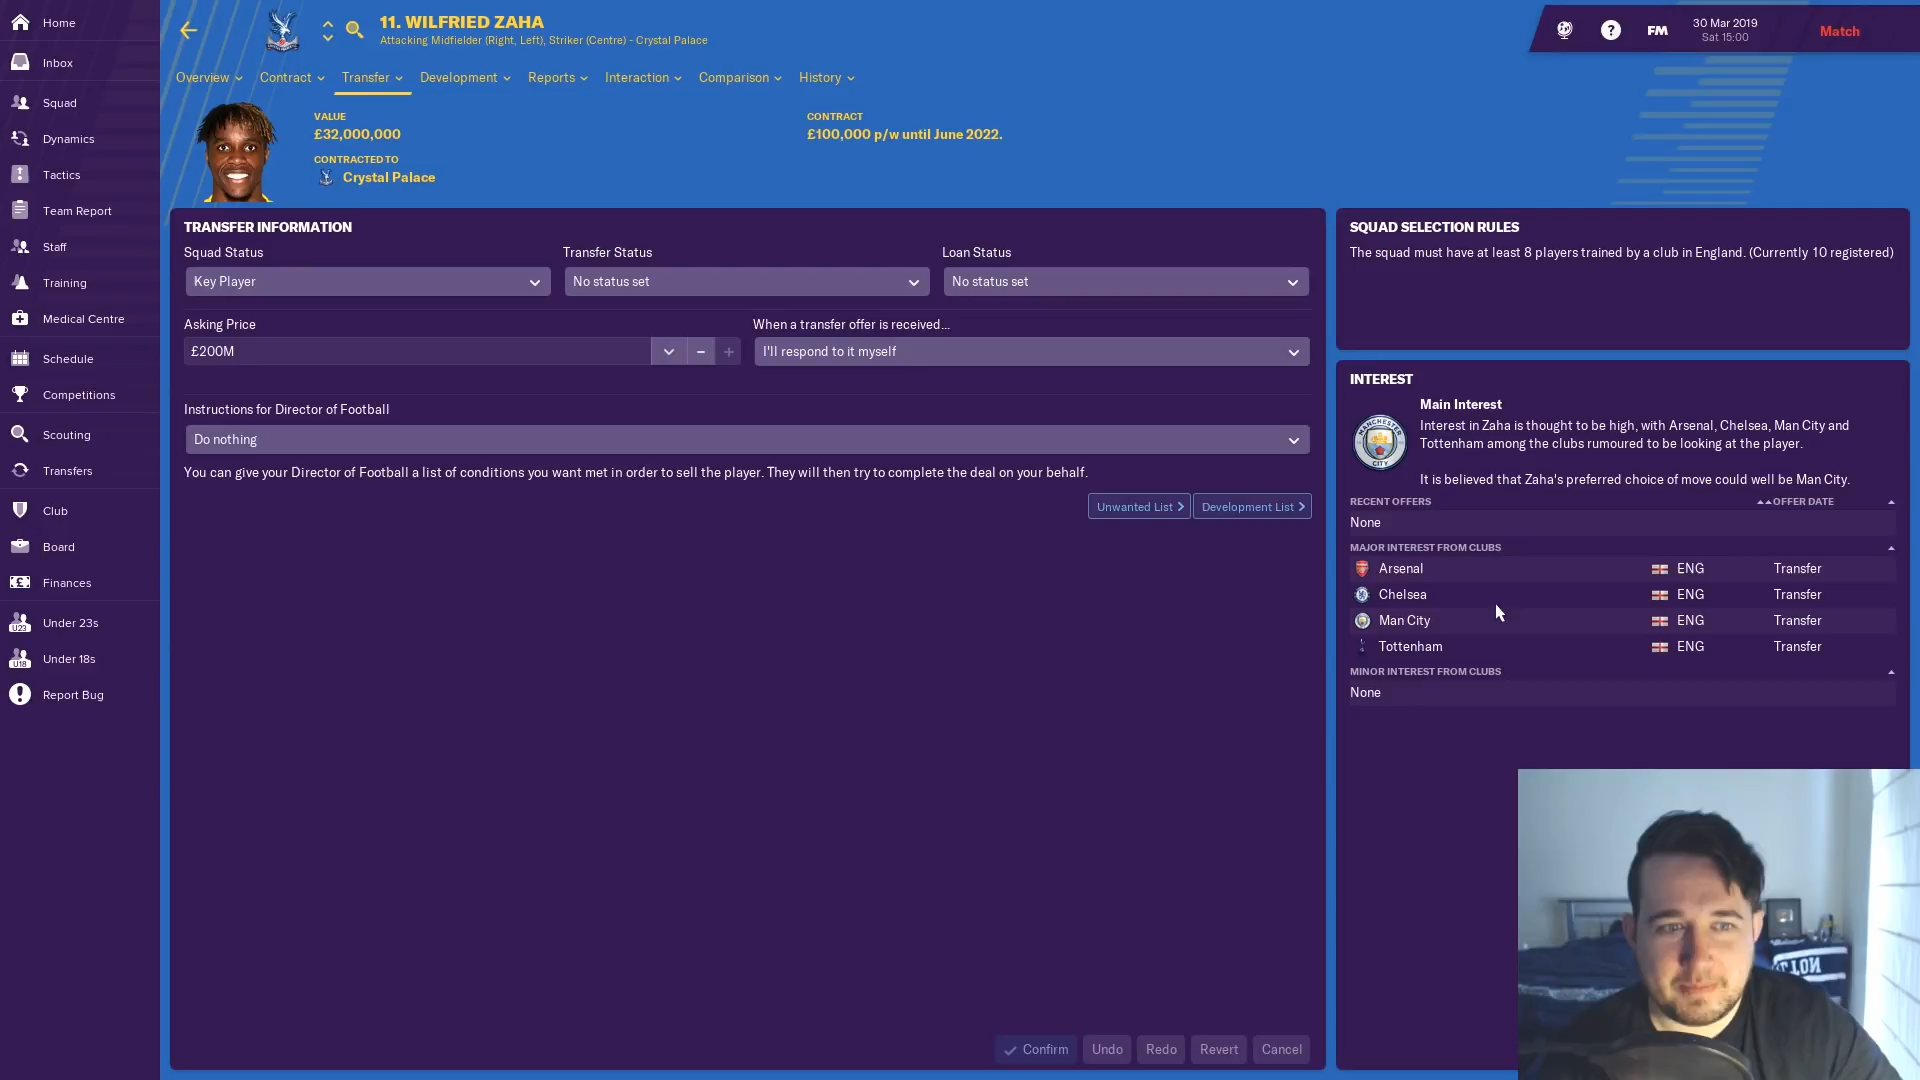 Home
Inbox
Squad
Dynamics
Tactics
Team Report
Staff
Training
Medical Centre
Schedule
Competitions
Scouting
Transfers
Club
Board
Finances
U23
Under 23s
U18
Under 18s
Report Bug
11. WILFRIED ZAHA
Attacking Midfielder (Right, Left), Striker (Centre) - Crystal Palace
FM
30 Mar 2019
Sat 15:00
Match
Overview
Contract
Transfer
Development
Reports
Interaction
Comparison
History
VALUE
£32,000,000
CONTRACTED TO
Crystal Palace
CONTRACT
£100,000 p/w until June 2022.
TRANSFER INFORMATION
Squad Status
Transfer Status
Loan Status
Key Player
No status set
No status set
Asking Price
When a transfer offer is received...
£200M
I'll respond to it myself
Instructions for Director of Football
Do nothing
You can give your Director of Football a list of conditions you want met in order to sell the player. They will then try to complete the deal on your behalf.
Unwanted List
Development List
Confirm
Undo
Redo
Revert
Cancel
SQUAD SELECTION RULES
The squad must have at least 8 players trained by a club in England. (Currently 10 registered)
INTEREST
Main Interest
Interest in Zaha is thought to be high, with Arsenal, Chelsea, Man City and
Tottenham among the clubs rumoured to be looking at the player.
It is believed that Zaha's preferred choice of move could well be Man City.
RECENT OFFERS OFFER DATE
None
MAJOR INTEREST FROM CLUBS
Arsenal ENG Transfer
Chelsea ENG Transfer
Man City ENG Transfer
Tottenham ENG Transfer
MINOR INTEREST FROM CLUBS
None